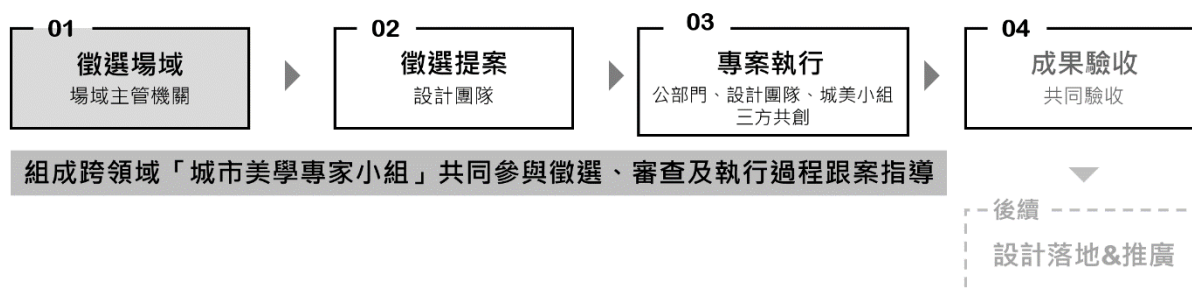 01
徵選場域
場域主管機關
02
徵選提案
設計團隊
03
專案執行
公部門、設計團隊、城美小組
三方共創
04
成果驗收
共同驗收
組成跨領域「城市美學專家小組」共同參與徵選、審查及執行過程跟案指導
後續
設計落地&推廣